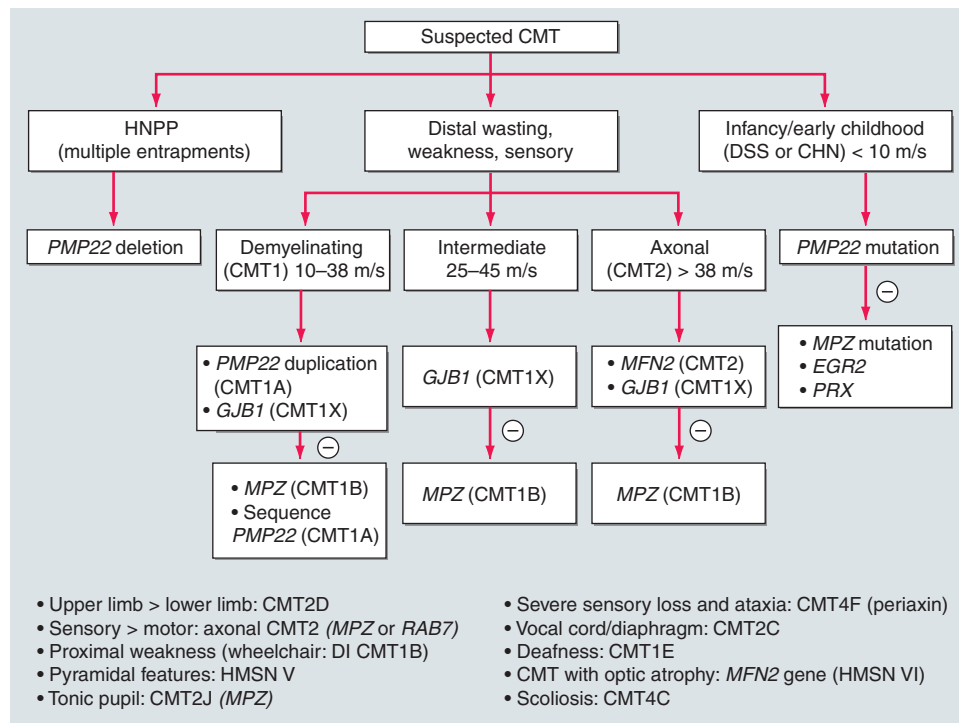 Suspected CMT
HNPP
(multiple entrapments)
Distal wasting,
weakness, sensory
Infancy/early childhood
(DSS or CHN) < 10 m/s
PMP22 deletion
Demyelinating
(CMT1) 10–38 m/s
Intermediate
25–45 m/s
Axonal
(CMT2) > 38 m/s
PMP22 mutation
−
• PMP22 duplication
(CMT1A)
• GJB1 (CMT1X)
GJB1 (CMT1X)
• MFN2 (CMT2)
• GJB1 (CMT1X)
• MPZ mutation
• EGR2
• PRX
−
−
−
• MPZ (CMT1B)
• Sequence
PMP22 (CMT1A)
MPZ (CMT1B)
MPZ (CMT1B)
• Upper limb > lower limb: CMT2D
• Sensory > motor: axonal CMT2 (MPZ or RAB7)
• Proximal weakness (wheelchair: DI CMT1B)
• Pyramidal features: HMSN V
• Tonic pupil: CMT2J (MPZ)
• Severe sensory loss and ataxia: CMT4F (periaxin)
• Vocal cord/diaphragm: CMT2C
• Deafness: CMT1E
• CMT with optic atrophy: MFN2 gene (HMSN VI)
• Scoliosis: CMT4C